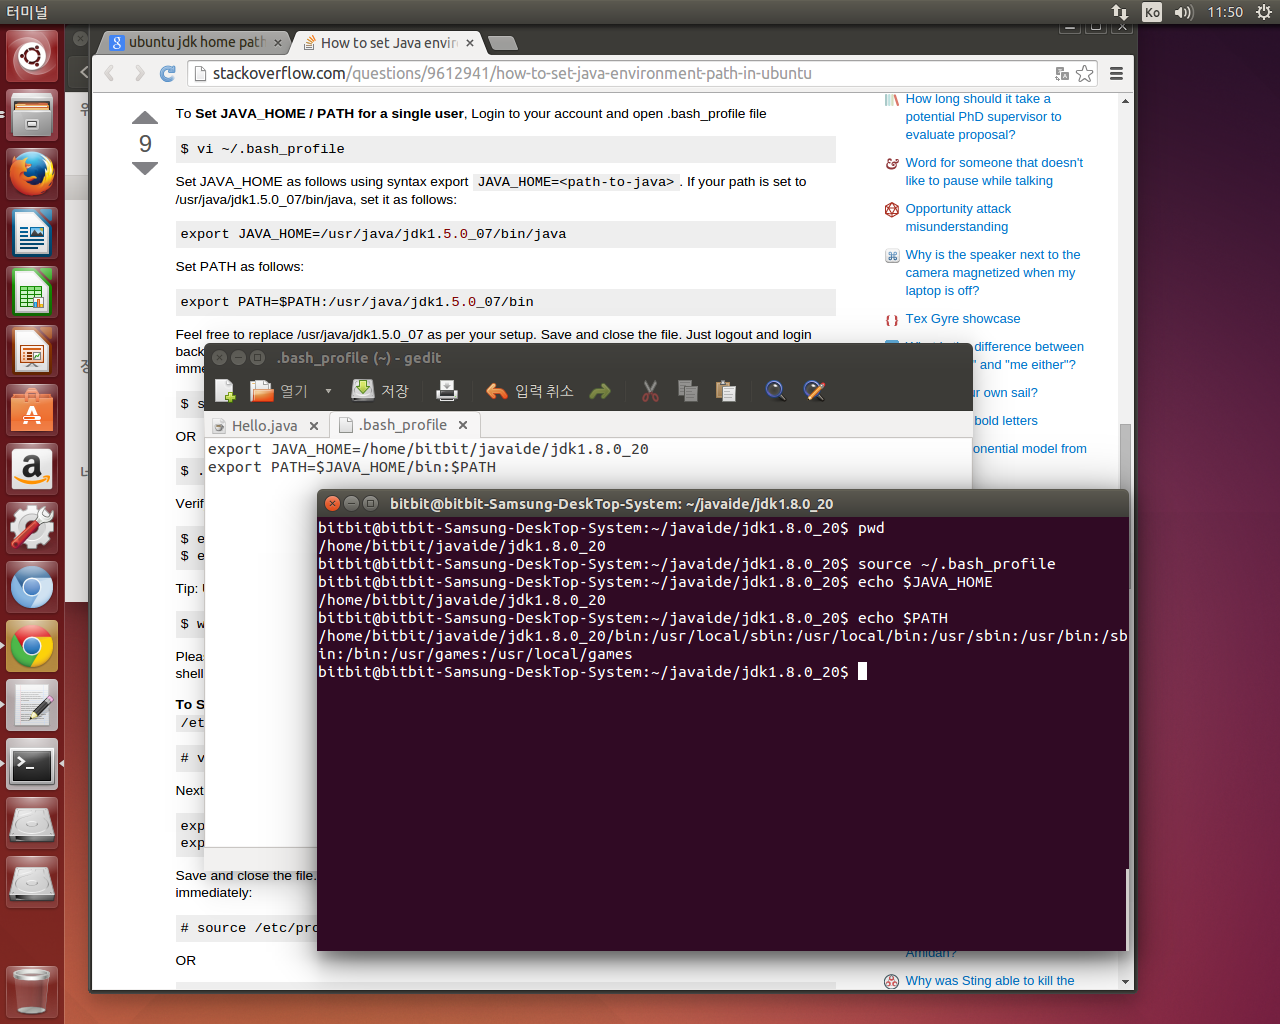 터미널
Ko
11:50
ubuntu jdk home path
How to set Java envir
stackoverflow.com/questions/9612941/how-to-set-java-environment-path-in-ubuntu
9
To Set JAVA_HOME / PATH for a single user, Login to your account and open .bash_profile file
$ vi ~/.bash_profile
Set JAVA_HOME as follows using syntax export JAVA_HOME=<path-to-java>. If your path is set to
/usr/java/jdk1.5.0_07/bin/java, set it as follows:
export JAVA_HOME=/usr/java/jdk1.5.0_07/bin/java
Set PATH as follows:
export PATH=$PATH:/usr/java/jdk1.5.0_07/bin
Feel free to replace /usr/java/jdk1.5.0_07 as per your setup. Save and close the file. Just logout and login
back
imme
$ s
OR
$ .
Verif
$ e
$ e
Tip: U
$ w
Pleas
shell
To S
/et
# v
Next
exp
exp
Save and close the file.
immediately:
# source /etc/pro
OR
How long should it take a
potential PhD supervisor to
evaluate proposal?
Word for someone that doesn't
like to pause while talking
Opportunity attack
misunderstanding
Why is the speaker next to the
camera magnetized when my
laptop is off?
Tex Gyre showcase
What is the difference between
" and "me either"?
ur own sail?
bold letters
onential model from
Amidan?
Why was Sting able to kill the
.bash_profile (~) - gedit
열기
저장
입력 취소
Hello.java
.bash_profile
export JAVA_HOME=/home/bitbit/javaide/jdk1.8.0_20
export PATH=$JAVA_HOME/bin:$PATH
bitbit@bitbit-Samsung-DeskTop-System: ~/javaide/jdk1.8.0_20
bitbit@bitbit-Samsung-DeskTop-System:~/javaide/jdk1.8.0_20$ pwd
/home/bitbit/javaide/jdk1.8.0_20
bitbit@bitbit-Samsung-DeskTop-System:~/javaide/jdk1.8.0_20$ source ~/.bash_profile
bitbit@bitbit-Samsung-DeskTop-System:~/javaide/jdk1.8.0_20$ echo $JAVA_HOME
/home/bitbit/javaide/jdk1.8.0_20
bitbit@bitbit-Samsung-DeskTop-System:~/javaide/jdk1.8.0_20$ echo $PATH
/home/bitbit/javaide/jdk1.8.0_20/bin:/usr/local/sbin:/usr/local/bin:/usr/sbin:/usr/bin:/sb
in:/bin:/usr/games:/usr/local/games
bitbit@bitbit-Samsung-DeskTop-System:~/javaide/jdk1.8.0_20$